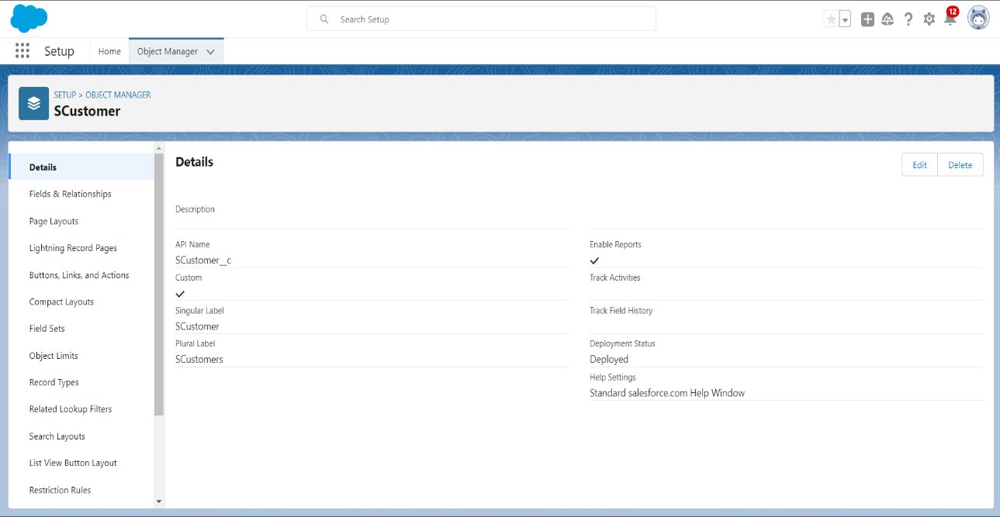 Search Setup
12
Setup
Home
Object Manager
SETUP > OBJECT MANAGER
SCustomer
Details
Fields & Relationships
Page Layouts
Lightning Record Pages
Buttons, Links, and Actions
Compact Layouts
Field Sets
Object Limits
Record Types
Related Lookup Filters
Search Layouts
List View Button Layout
Restriction Rules
Details
Edit
Delete
Description
API Name
SCustomer__c
Custom
Singular Label
SCustomer
Plural Label
SCustomers
Enable Reports
Track Activities
Track Field History
Deployment Status
Deployed
Help Settings
Standard salesforce.com Help Window